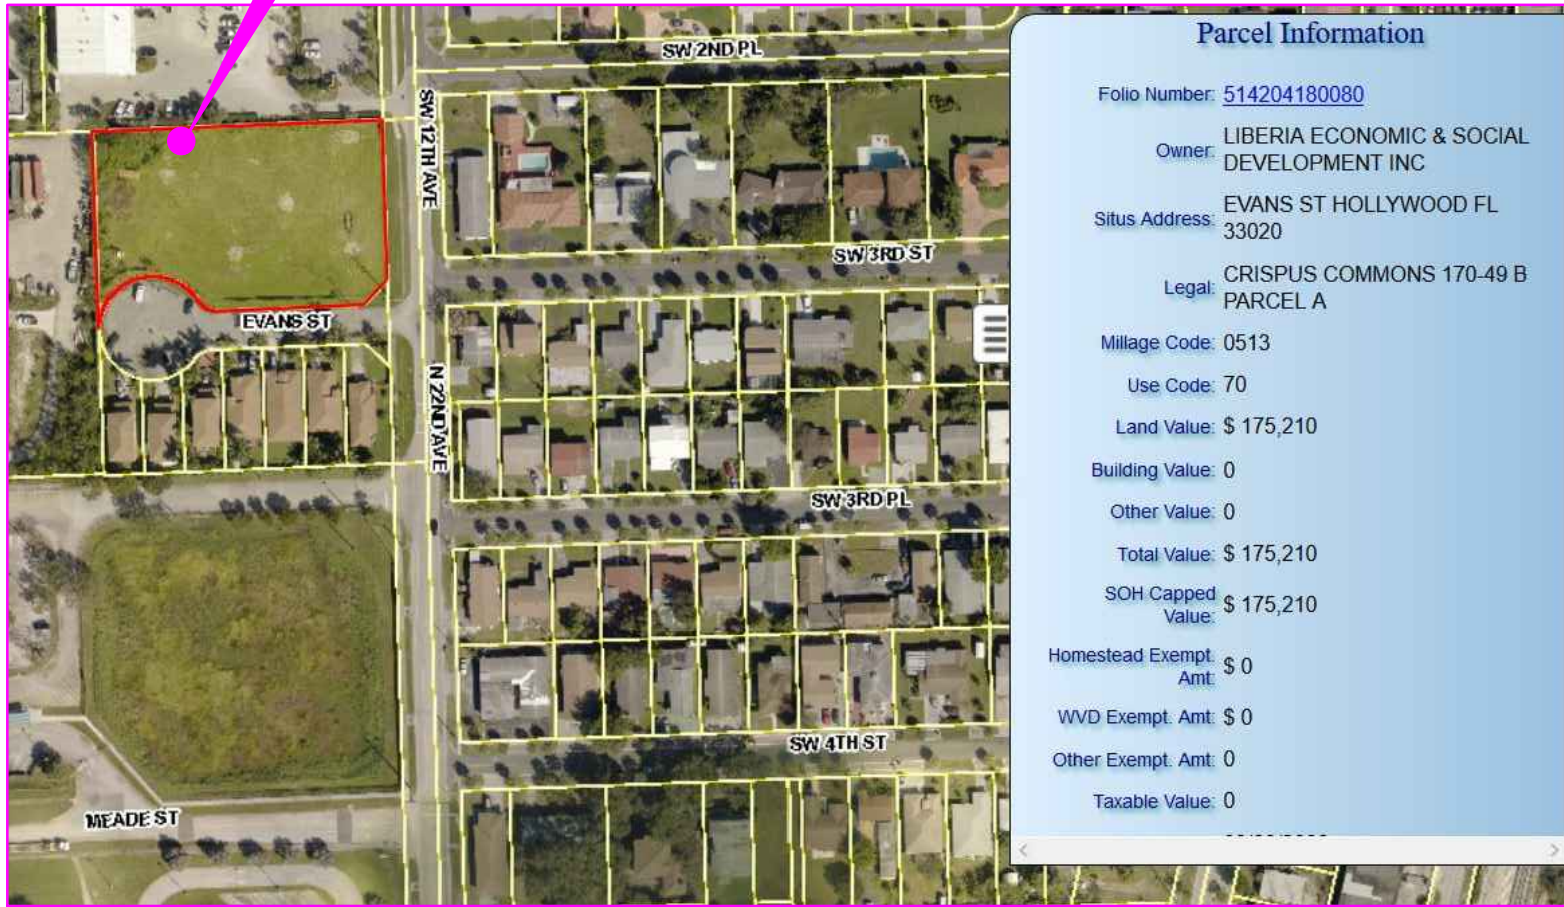 SW 2ND PL
SW 12TH AVE
SW 3RD ST
EVANS ST
N 22ND AVE
SW 3RD PL
SW 4TH ST
MEADE ST
Parcel Information
Folio Number: 514204180080
Owner: LIBERIA ECONOMIC & SOCIAL
DEVELOPMENT INC
Situs Address: EVANS ST HOLLYWOOD FL
33020
Legal: CRISPUS COMMONS 170-49 B
PARCEL A
Millage Code: 0513
Use Code: 70
Land Value: $ 175,210
Building Value: 0
Other Value: 0
Total Value: $ 175,210
SOH Capped
Value: $ 175,210
Homestead Exempt.
Amt: $ 0
WVD Exempt. Amt: $ 0
Other Exempt. Amt: 0
Taxable Value: 0